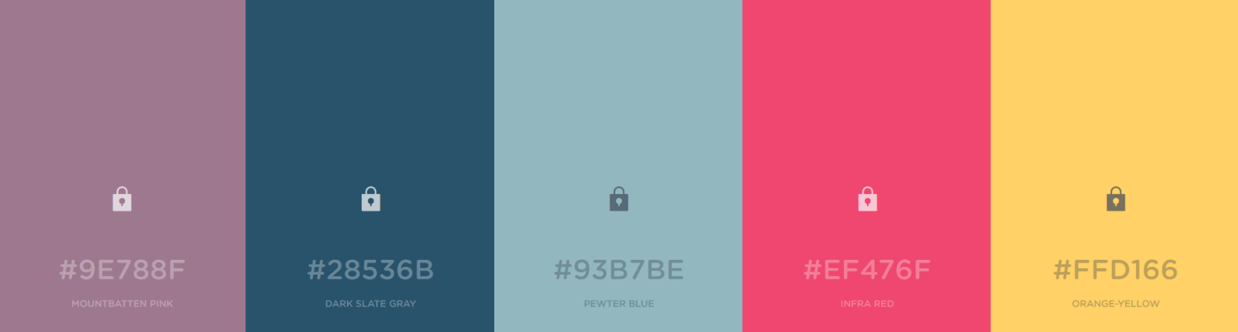 #9E788F
MOUNTBATTEN PINK
#28536B
DARK SLATE GRAY
#93B7BE
PEWTER BLUE
#EF476F
INFRA RED
#FFD166
ORANGE-YELLOW